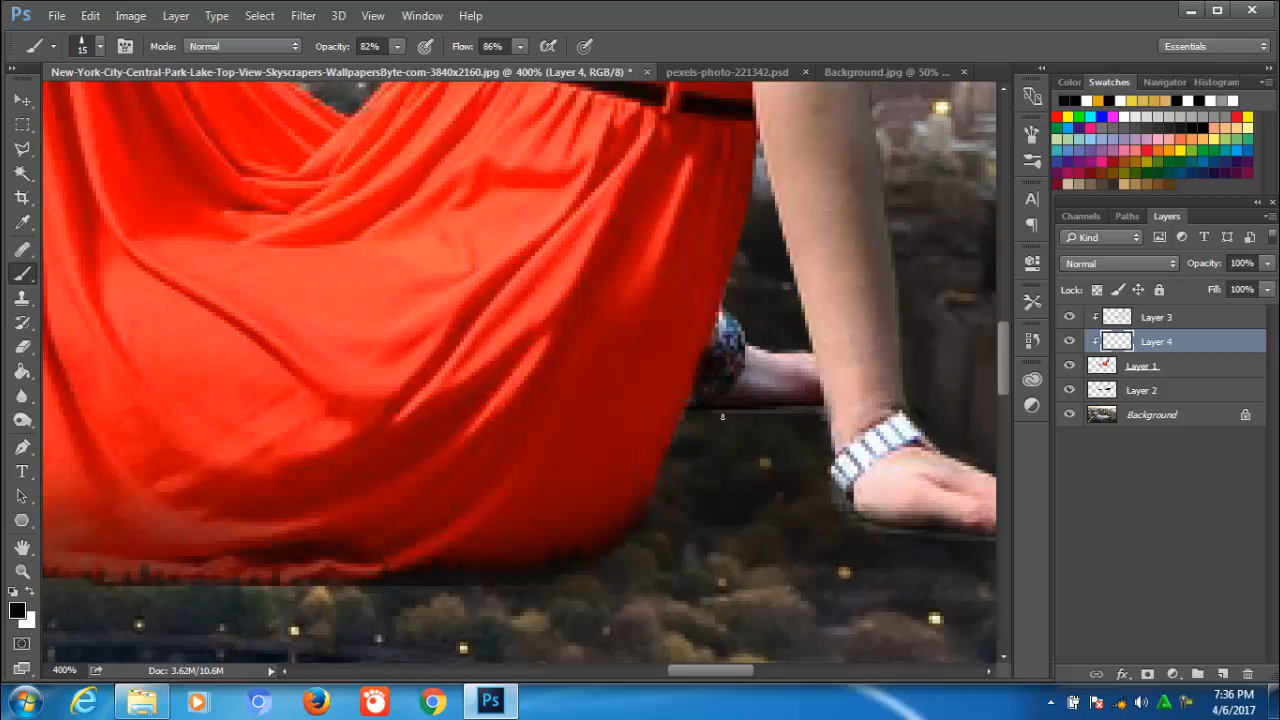 Ps File Edit Image Layer Type Select Filter 3D View Window Help
15 Mode: Normal Opacity: 82% Flow: 86% Essentials
New-York-City-Central-Park-Lake-Top-View-Skyscrapers-WallpapersByte-com-3840x2160.jpg @ 400% (Layer 4, RGB/8) * × pexels-photo-221342.psd × Background.jpg @ 50% ... ×
Color Swatches Navigator Histogram
Channels Paths Layers
Kind
Normal Opacity: 100%
Lock: Fill: 100%
Layer 3
Layer 4
Layer 1
Layer 2
Background
400% Doc: 3.62M/10.6M
Ps
7:36 PM
4/6/2017